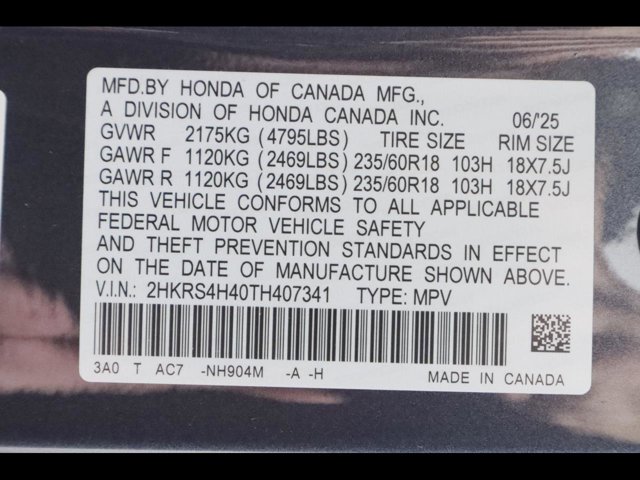 MFD.BY HONDA OF CANADA MFG.,
A DIVISION OF HONDA CANADA INC. 06/'25
GVWR 2175KG (4795LBS) TIRE SIZE RIM SIZE
GAWR F 1120KG (2469LBS) 235/60R18 103H 18X7.5J
GAWR R 1120KG (2469LBS) 235/60R18 103H 18X7.5J
THIS VEHICLE CONFORMS TO ALL APPLICABLE
FEDERAL MOTOR VEHICLE SAFETY
AND THEFT PREVENTION STANDARDS IN EFFECT
ON THE DATE OF MANUFACTURE SHOWN ABOVE.
V.I.N.: 2HKRS4H40TH407341 TYPE: MPV
3A0 T AC7 -NH904M -A -H MADE IN CANADA